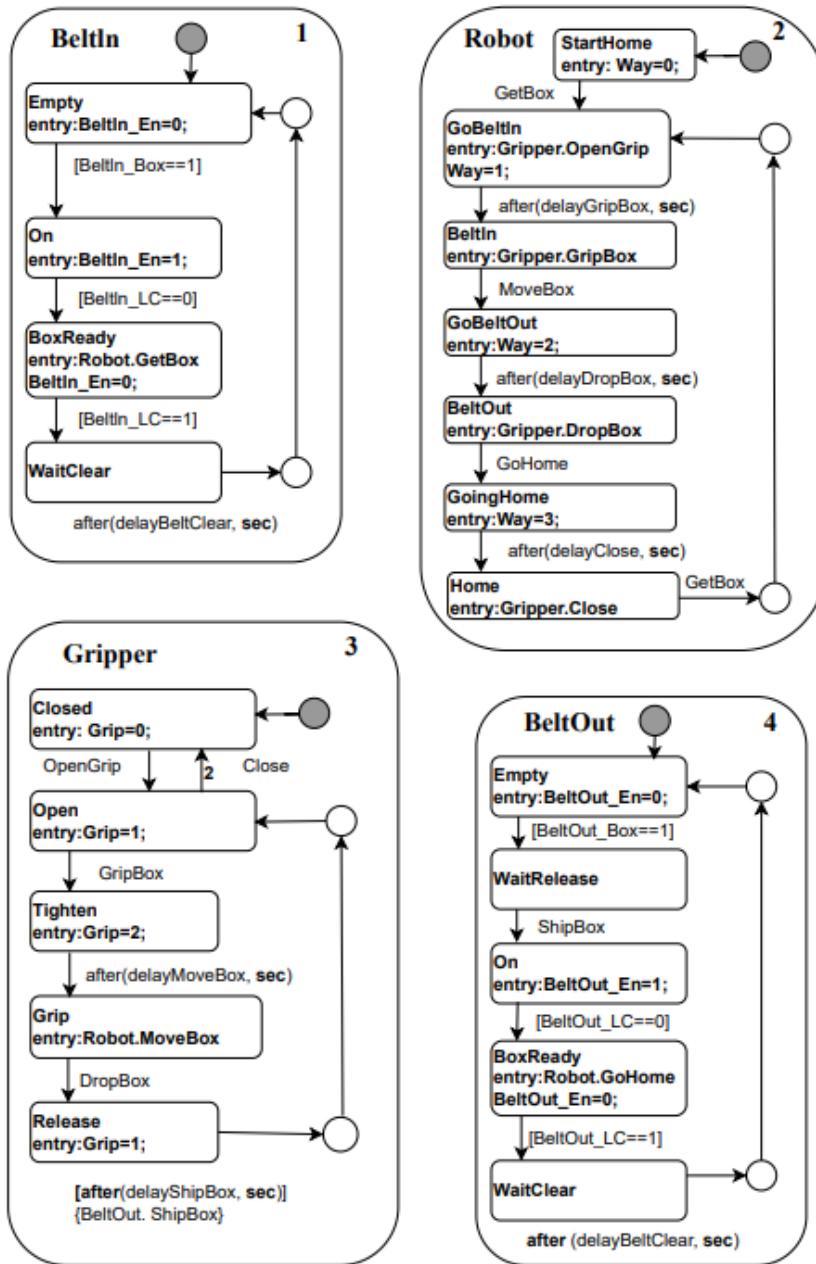 BeltIn
1
Empty
entry:BeltIn_En=0;
[BeltIn_Box==1]
On
entry:BeltIn_En=1;
[BeltIn_LC==0]
BoxReady
entry:Robot.GetBox
BeltIn_En=0;
[BeltIn_LC==1]
WaitClear
after(delayBeltClear, sec)
Robot
2
StartHome
entry: Way=0;
GetBox
GoBeltIn
entry:Gripper.OpenGrip
Way=1;
after(delayGripBox, sec)
BeltIn
entry:Gripper.GripBox
MoveBox
GoBeltOut
entry:Way=2;
after(delayDropBox, sec)
BeltOut
entry:Gripper.DropBox
GoHome
GoingHome
entry:Way=3;
after(delayClose, sec)
Home
entry:Gripper.Close
GetBox
Gripper
3
Closed
entry: Grip=0;
OpenGrip
2
Close
Open
entry:Grip=1;
GripBox
Tighten
entry:Grip=2;
after(delayMoveBox, sec)
Grip
entry:Robot.MoveBox
DropBox
Release
entry:Grip=1;
[after(delayShipBox, sec)]
{BeltOut. ShipBox}
BeltOut
4
Empty
entry:BeltOut_En=0;
[BeltOut_Box==1]
WaitRelease
ShipBox
On
entry:BeltOut_En=1;
[BeltOut_LC==0]
BoxReady
entry:Robot.GoHome
BeltOut_En=0;
[BeltOut_LC==1]
WaitClear
after (delayBeltClear, sec)